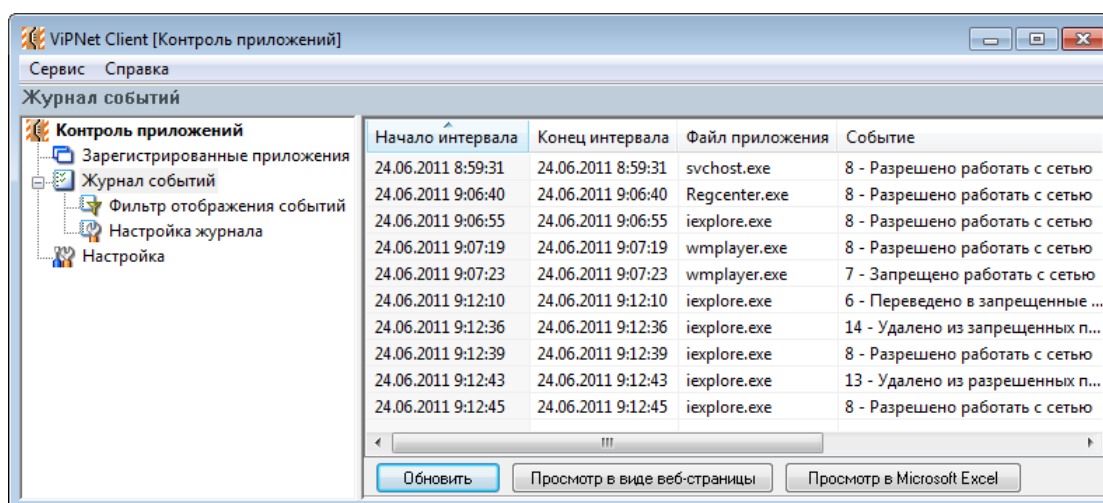 ViPNet Client [Контроль приложений]
Сервис Справка
Журнал событий
Контроль приложений
Зарегистрированные приложения
Журнал событий
Фильтр отображения событий
Настройка журнала
Настройка
Начало интервала Конец интервала Файл приложения Событие
24.06.2011 8:59:31 24.06.2011 8:59:31 svchost.exe 8 - Разрешено работать с сетью
24.06.2011 9:06:40 24.06.2011 9:06:40 Regcenter.exe 8 - Разрешено работать с сетью
24.06.2011 9:06:55 24.06.2011 9:06:55 iexplore.exe 8 - Разрешено работать с сетью
24.06.2011 9:07:19 24.06.2011 9:07:19 wmplayer.exe 8 - Разрешено работать с сетью
24.06.2011 9:07:23 24.06.2011 9:07:23 wmplayer.exe 7 - Запрещено работать с сетью
24.06.2011 9:12:10 24.06.2011 9:12:10 iexplore.exe 6 - Переведено в запрещенные ...
24.06.2011 9:12:36 24.06.2011 9:12:36 iexplore.exe 14 - Удалено из запрещенных п...
24.06.2011 9:12:39 24.06.2011 9:12:39 iexplore.exe 8 - Разрешено работать с сетью
24.06.2011 9:12:43 24.06.2011 9:12:43 iexplore.exe 13 - Удалено из разрешенных п...
24.06.2011 9:12:45 24.06.2011 9:12:45 iexplore.exe 8 - Разрешено работать с сетью
Обновить Просмотр в виде веб-страницы Просмотр в Microsoft Excel